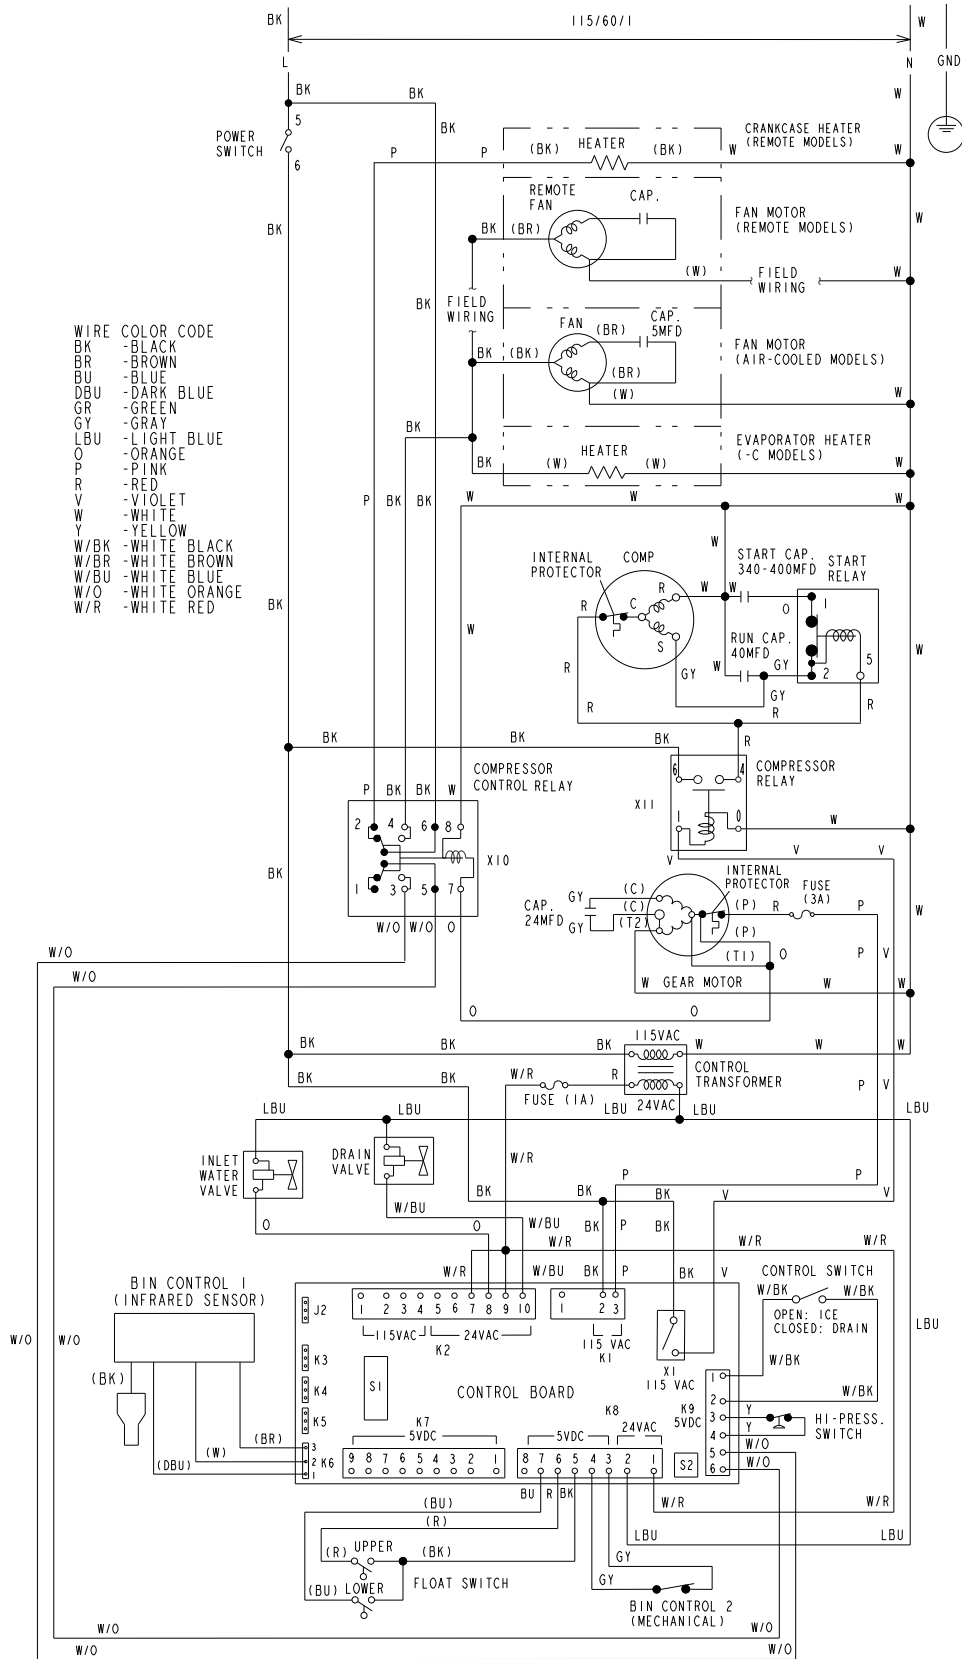 BK
115/60/1
W
L
N
GND
BK
BK
W
5
POWER
SWITCH
6
BK
CRANKCASE HEATER
(REMOTE MODELS)
P
P
(BK)
HEATER
(BK)
W
W
REMOTE
FAN
CAP.
FAN MOTOR
(REMOTE MODELS)
W
BK
BK
(BR)
(W)
FIELD
WIRING
W
BK
FIELD
WIRING
FAN
(BR)
CAP.
5MFD
FAN MOTOR
(AIR-COOLED MODELS)
BK
(BK)
(BR)
(W)
W
WIRE COLOR CODE
BK -BLACK
BR -BROWN
BU -BLUE
DBU -DARK BLUE
GR -GREEN
GY -GRAY
LBU -LIGHT BLUE
O -ORANGE
P -PINK
R -RED
V -VIOLET
W -WHITE
Y -YELLOW
W/BK -WHITE BLACK
W/BR -WHITE BROWN
W/BU -WHITE BLUE
W/O -WHITE ORANGE
W/R -WHITE RED
BK
HEATER
EVAPORATOR HEATER
(-C MODELS)
BK
(W)
(W)
W
P
BK
BK
W
W
W
W
INTERNAL
PROTECTOR
COMP
START CAP.
340-400MFD
START
RELAY
BK
R
C
R
W
W
O
1
W
S
RUN CAP.
40MFD
W
GY
5
2
W
R
GY
GY
R
R
R
BK
BK
BK
R
COMPRESSOR
CONTROL RELAY
6
4
COMPRESSOR
RELAY
P
BK
BK
W
X11
2
4
6
8
1
0
W
X10
V
V
V
BK
1
3
5
7
INTERNAL
PROTECTOR
FUSE
(3A)
CAP.
24MFD
GY
GY
(C)
(C)
(T2)
(P)
R
P
W
W/O
W/O
O
(P)
(T1)
O
P
V
W/O
W/O
W
GEAR MOTOR
W
W
O
O
115VAC
BK
BK
BK
W
W
W
CONTROL
TRANSFORMER
BK
BK
W/R
R
FUSE (1A)
24VAC
P
V
LBU
LBU
LBU
LBU
LBU
INLET
WATER
VALVE
DRAIN
VALVE
W/R
P
P
BK
BK
BK
V
V
W/BU
O
O
W/BU
BK
P
BK
W/R
W/R
W/R
BIN CONTROL 1
(INFRARED SENSOR)
W/R
W/BU
BK
P
BK
V
CONTROL SWITCH
W/BK
W/BK
OPEN: ICE
CLOSED: DRAIN
J2
1 2 3 4 5 6 7 8 9 10
115VAC
24VAC
K2
1 2 3
115 VAC
K1
LBU
W/O
W/O
K3
K4
K5
S1
CONTROL BOARD
X1
115 VAC
W/BK
W/BK
(BK)
K9
5VDC
1
2
3
4
5
6
Y
Y
HI-PRESS.
SWITCH
W/O
W/O
(BR)
(W)
(DBU)
3
2
1
K6
K7
5VDC
9 8 7 6 5 4 3 2 1
K8
5VDC
24VAC
8 7 6 5 4 3 2 1
S2
BU
R
BK
W/R
W/R
(BU)
(R)
LBU
LBU
(R)
UPPER
(BK)
GY
(BU)
LOWER
FLOAT SWITCH
GY
BIN CONTROL 2
(MECHANICAL)
W/O
W/O
W/O
W/O